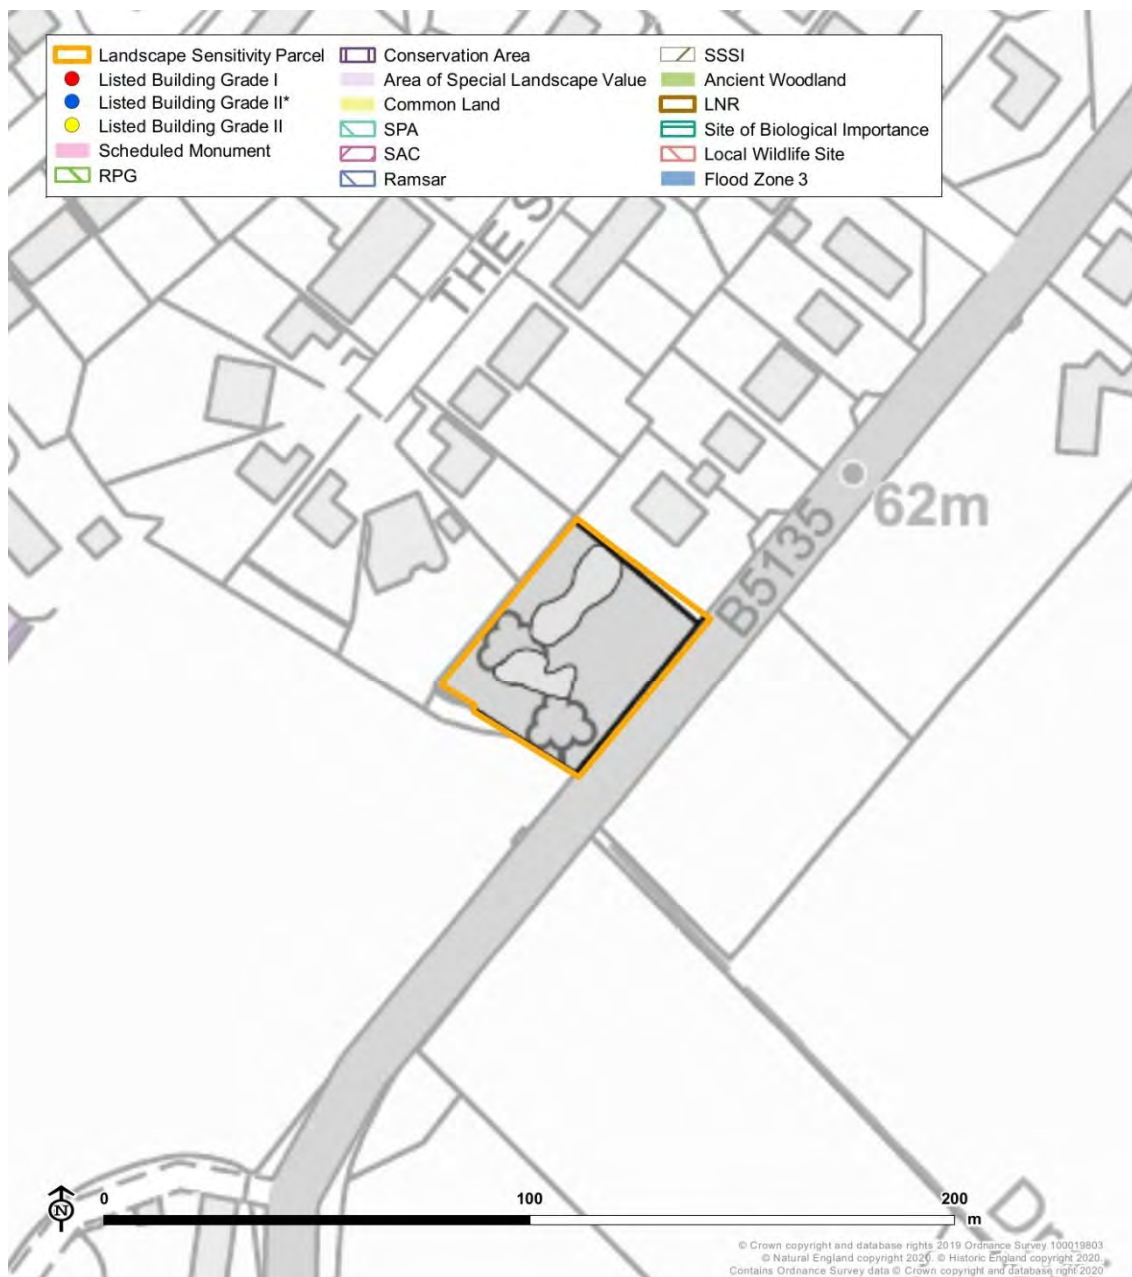 Landscape Sensitivity Parcel
Listed Building Grade I
Listed Building Grade II*
Listed Building Grade II
Scheduled Monument
RPG
Conservation Area
Area of Special Landscape Value
Common Land
SPA
SAC
Ramsar
SSSI
Ancient Woodland
LNR
Site of Biological Importance
Local Wildlife Site
Flood Zone 3
THE S
62m
B5135
N
0 100 200 m
Dr
© Crown copyright and database rights 2019 Ordnance Survey 100019803
© Natural England copyright 2020, © Historic England copyright 2020.
Contains Ordnance Survey data © Crown copyright and database right 2020